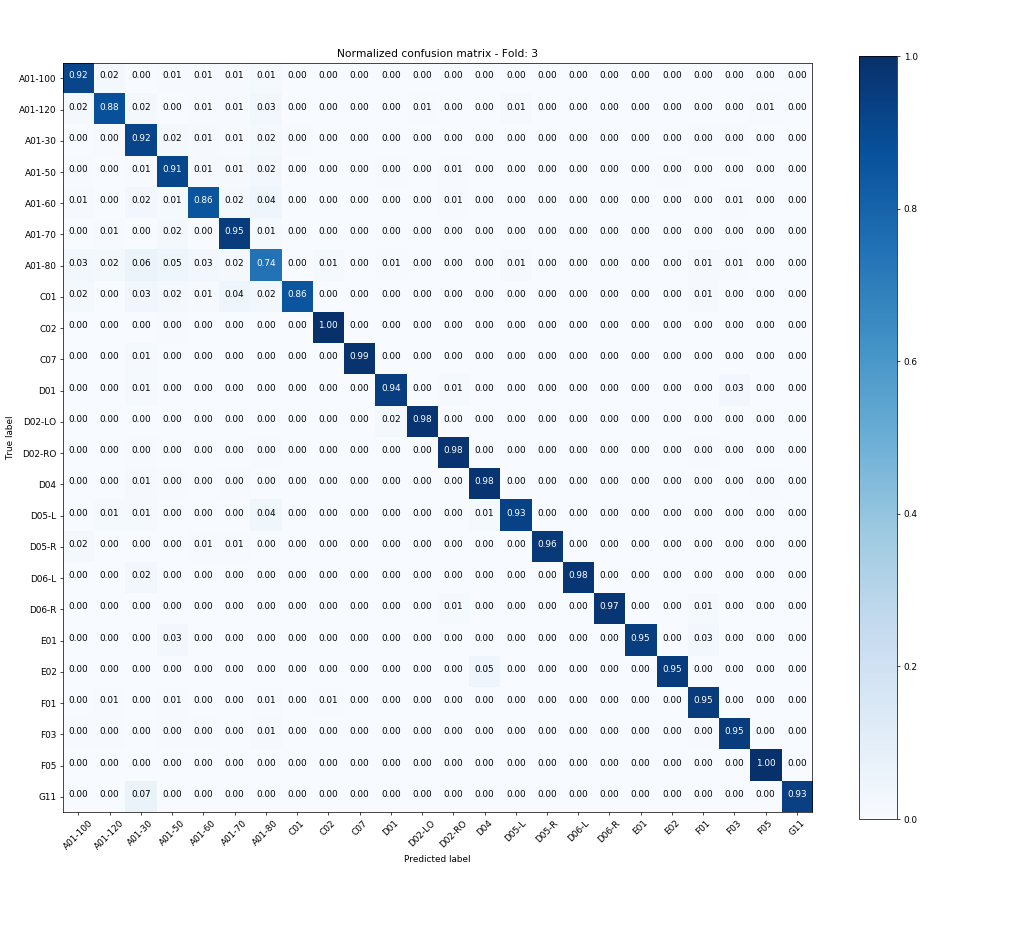 Normalized confusion matrix - Fold: 3
A01-100 0.92 0.02 0.00 0.01 0.01 0.01 0.01 0.00 0.00 0.00 0.00 0.00 0.00 0.00 0.00 0.00 0.00 0.00 0.00 0.00 0.00 0.00 0.00 0.00
A01-120 0.02 0.88 0.02 0.00 0.01 0.01 0.03 0.00 0.00 0.00 0.00 0.01 0.00 0.00 0.01 0.00 0.00 0.00 0.00 0.00 0.00 0.00 0.01 0.00
A01-30 0.00 0.00 0.92 0.02 0.01 0.01 0.02 0.00 0.00 0.00 0.00 0.00 0.00 0.00 0.00 0.00 0.00 0.00 0.00 0.00 0.00 0.00 0.00 0.00
A01-50 0.00 0.00 0.01 0.91 0.01 0.01 0.02 0.00 0.00 0.00 0.00 0.00 0.01 0.00 0.00 0.00 0.00 0.00 0.00 0.00 0.00 0.00 0.00 0.00
A01-60 0.01 0.00 0.02 0.01 0.86 0.02 0.04 0.00 0.00 0.00 0.00 0.00 0.01 0.00 0.00 0.00 0.00 0.00 0.00 0.00 0.00 0.01 0.00 0.00
A01-70 0.00 0.01 0.00 0.02 0.00 0.95 0.01 0.00 0.00 0.00 0.00 0.00 0.00 0.00 0.00 0.00 0.00 0.00 0.00 0.00 0.00 0.00 0.00 0.00
A01-80 0.03 0.02 0.06 0.05 0.03 0.02 0.74 0.00 0.01 0.00 0.01 0.00 0.00 0.00 0.01 0.00 0.00 0.00 0.00 0.00 0.01 0.01 0.00 0.00
C01 0.02 0.00 0.03 0.02 0.01 0.04 0.02 0.86 0.00 0.00 0.00 0.00 0.00 0.00 0.00 0.00 0.00 0.00 0.00 0.00 0.01 0.00 0.00 0.00
C02 0.00 0.00 0.00 0.00 0.00 0.00 0.00 0.00 1.00 0.00 0.00 0.00 0.00 0.00 0.00 0.00 0.00 0.00 0.00 0.00 0.00 0.00 0.00 0.00
C07 0.00 0.00 0.01 0.00 0.00 0.00 0.00 0.00 0.00 0.99 0.00 0.00 0.00 0.00 0.00 0.00 0.00 0.00 0.00 0.00 0.00 0.00 0.00 0.00
D01 0.00 0.00 0.01 0.00 0.00 0.00 0.00 0.00 0.00 0.00 0.94 0.00 0.01 0.00 0.00 0.00 0.00 0.00 0.00 0.00 0.00 0.03 0.00 0.00
D02-LO 0.00 0.00 0.00 0.00 0.00 0.00 0.00 0.00 0.00 0.00 0.02 0.98 0.00 0.00 0.00 0.00 0.00 0.00 0.00 0.00 0.00 0.00 0.00 0.00
D02-RO 0.00 0.00 0.00 0.00 0.00 0.00 0.00 0.00 0.00 0.00 0.00 0.00 0.98 0.00 0.00 0.00 0.00 0.00 0.00 0.00 0.00 0.00 0.00 0.00
D04 0.00 0.00 0.01 0.00 0.00 0.00 0.00 0.00 0.00 0.00 0.00 0.00 0.00 0.98 0.00 0.00 0.00 0.00 0.00 0.00 0.00 0.00 0.00 0.00
D05-L 0.00 0.01 0.01 0.00 0.00 0.00 0.04 0.00 0.00 0.00 0.00 0.00 0.00 0.01 0.93 0.00 0.00 0.00 0.00 0.00 0.00 0.00 0.00 0.00
D05-R 0.02 0.00 0.00 0.00 0.01 0.01 0.00 0.00 0.00 0.00 0.00 0.00 0.00 0.00 0.00 0.96 0.00 0.00 0.00 0.00 0.00 0.00 0.00 0.00
D06-L 0.00 0.00 0.02 0.00 0.00 0.00 0.00 0.00 0.00 0.00 0.00 0.00 0.00 0.00 0.00 0.00 0.98 0.00 0.00 0.00 0.00 0.00 0.00 0.00
D06-R 0.00 0.00 0.00 0.00 0.00 0.00 0.00 0.00 0.00 0.00 0.00 0.00 0.01 0.00 0.00 0.00 0.00 0.97 0.00 0.00 0.01 0.00 0.00 0.00
E01 0.00 0.00 0.00 0.03 0.00 0.00 0.00 0.00 0.00 0.00 0.00 0.00 0.00 0.00 0.00 0.00 0.00 0.00 0.95 0.00 0.03 0.00 0.00 0.00
E02 0.00 0.00 0.00 0.00 0.00 0.00 0.00 0.00 0.00 0.00 0.00 0.00 0.00 0.05 0.00 0.00 0.00 0.00 0.00 0.95 0.00 0.00 0.00 0.00
F01 0.00 0.01 0.00 0.01 0.00 0.00 0.01 0.00 0.01 0.00 0.00 0.00 0.00 0.00 0.00 0.00 0.00 0.00 0.00 0.00 0.95 0.00 0.00 0.00
F03 0.00 0.00 0.00 0.00 0.00 0.00 0.01 0.00 0.00 0.00 0.00 0.00 0.00 0.00 0.00 0.00 0.00 0.00 0.00 0.00 0.00 0.95 0.00 0.00
F05 0.00 0.00 0.00 0.00 0.00 0.00 0.00 0.00 0.00 0.00 0.00 0.00 0.00 0.00 0.00 0.00 0.00 0.00 0.00 0.00 0.00 0.00 1.00 0.00
G11 0.00 0.00 0.07 0.00 0.00 0.00 0.00 0.00 0.00 0.00 0.00 0.00 0.00 0.00 0.00 0.00 0.00 0.00 0.00 0.00 0.00 0.00 0.00 0.93
True label
A01-100 A01-120 A01-30 A01-50 A01-60 A01-70 A01-80 C01 C02 C07 D01 D02-LO D02-RO D04 D05-L D05-R D06-L D06-R E01 E02 F01 F03 F05 G11
Predicted label
1.0
0.8
0.6
0.4
0.2
0.0